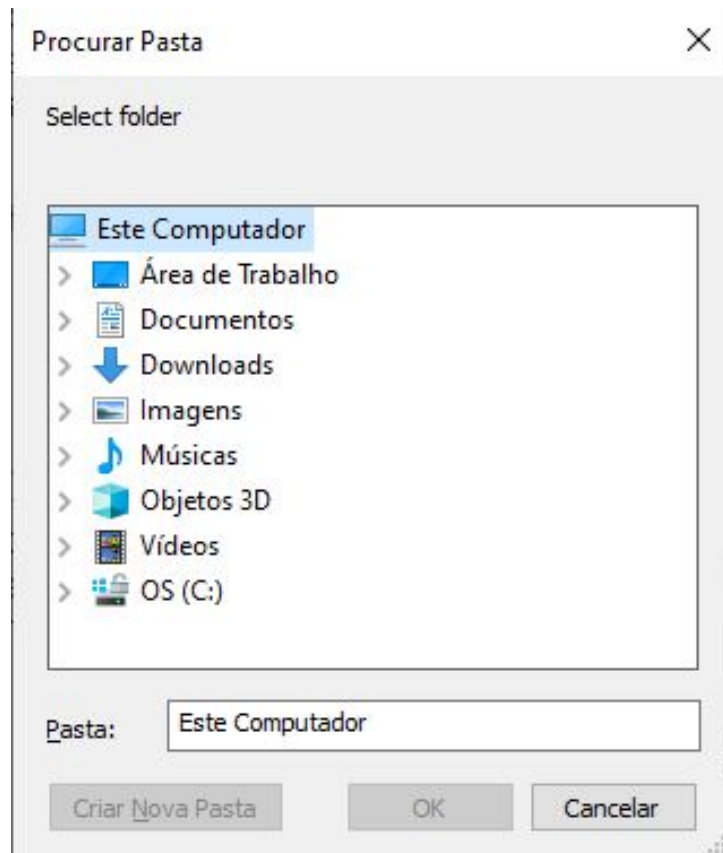 Procurar Pasta
Select folder
Este Computador
Área de Trabalho
Documentos
Downloads
Imagens
Músicas
Objetos 3D
Vídeos
OS (C:)
Pasta: Este Computador
Criar Nova Pasta OK Cancelar